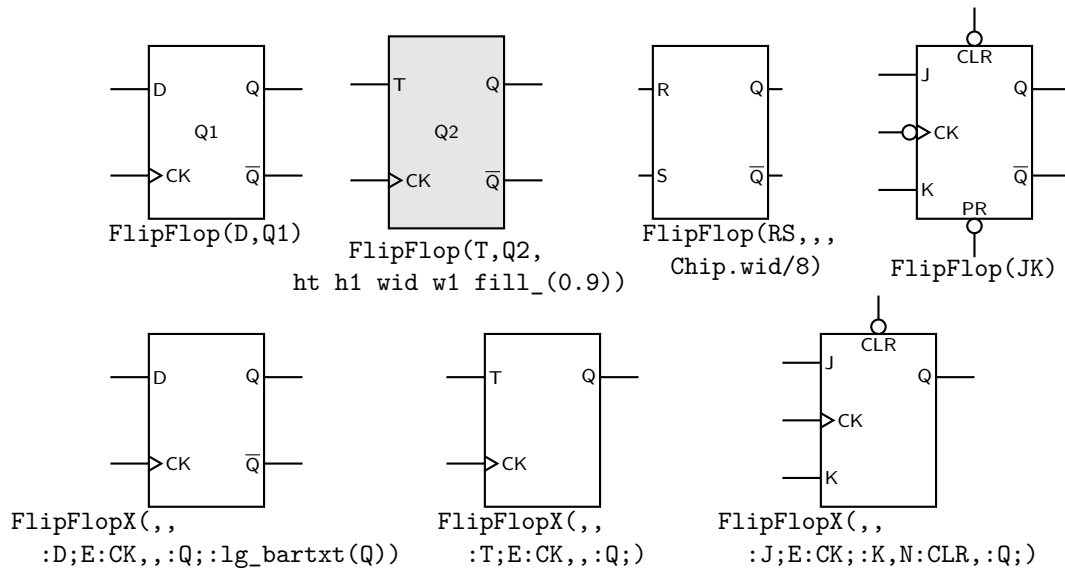 D Q
Q1
CK Q
FlipFlop(D,Q1)
T Q
Q2
CK Q
FlipFlop(T,Q2,
ht h1 wid w1 fill_(0.9))
R Q
S Q
FlipFlop(RS,,,
Chip.wid/8)
CLR
J Q
CK
K Q
PR
FlipFlop(JK)
D Q
CK Q
FlipFlopX(,,
:D;E:CK,,:Q;:lg_bartxt(Q))
T Q
CK
FlipFlopX(,,
:T;E:CK,,:Q;)
CLR
J Q
CK
K
FlipFlopX(,,
:J;E:CK;:K,N:CLR,:Q;)